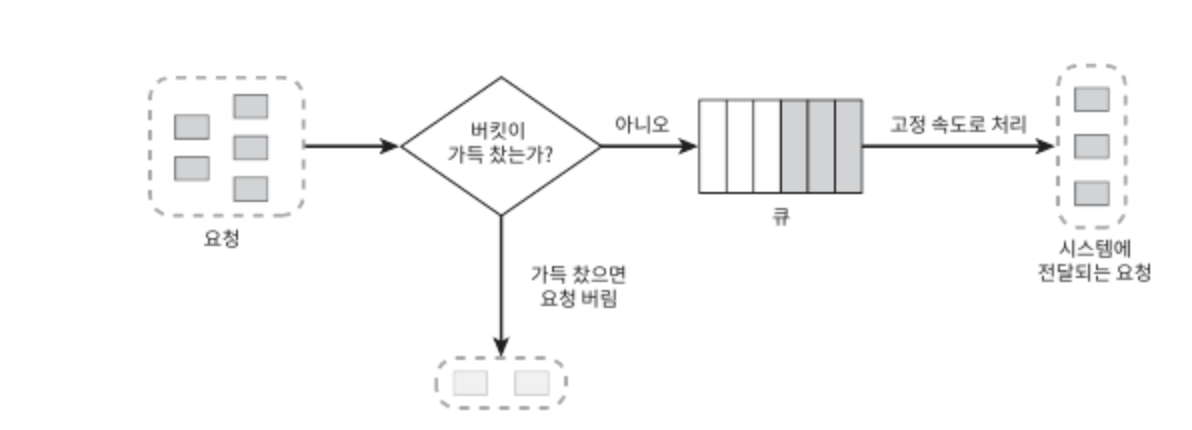 버킷이
가득 찼는가?
아니오
고정 속도로 처리
요청
큐
시스템에
전달되는 요청
가득 찼으면
요청 버림